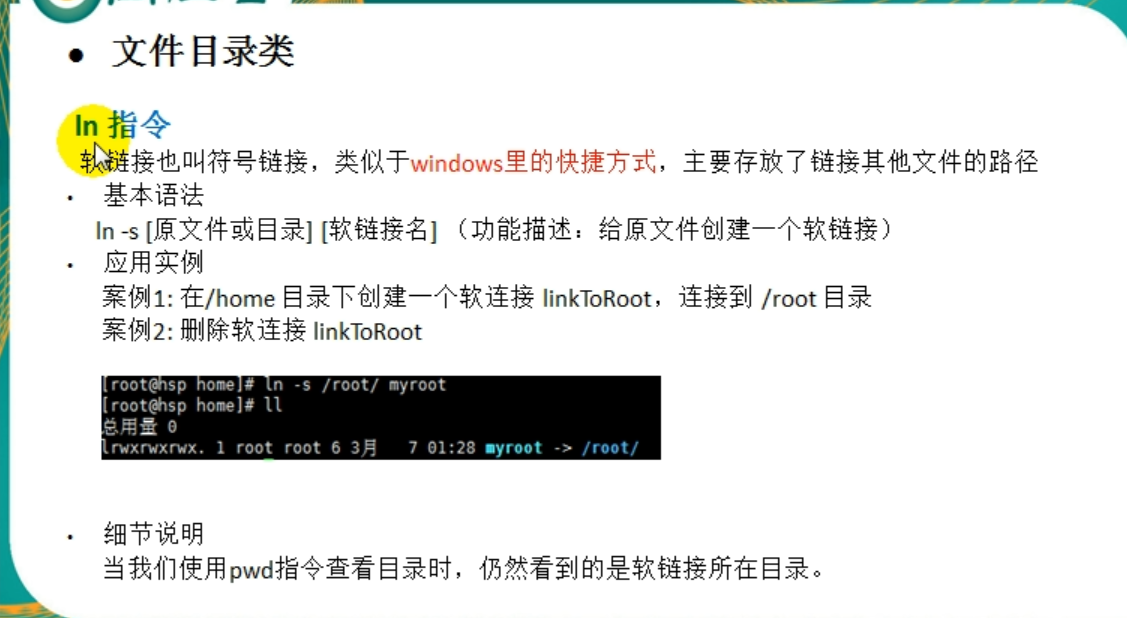 • 文件目录类
ln 指令
软链接也叫符号链接，类似于windows里的快捷方式，主要存放了链接其他文件的路径
• 基本语法
ln -s [原文件或目录] [软链接名] （功能描述：给原文件创建一个软链接）
• 应用实例
案例1: 在/home 目录下创建一个软连接 linkToRoot，连接到 /root 目录
案例2: 删除软连接 linkToRoot
[root@hsp home]# ln -s /root/ myroot
[root@hsp home]# ll
总用量 0
lrwxrwxrwx. 1 root root 6 3月 7 01:28 myroot -> /root/
• 细节说明
当我们使用pwd指令查看目录时，仍然看到的是软链接所在目录。